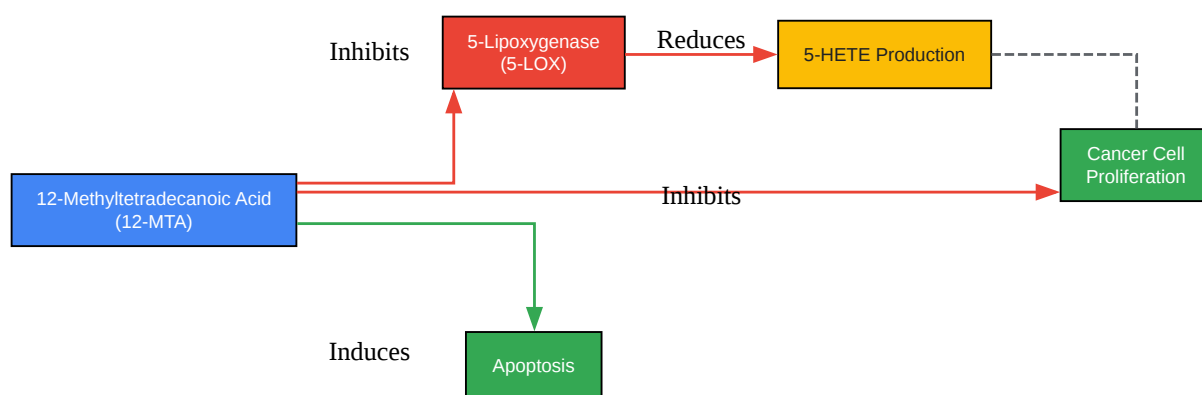 Inhibits
5-Lipoxygenase
(5-LOX)
Reduces
5-HETE Production
Cancer Cell
Proliferation
12-Methyltetradecanoic Acid
(12-MTA)
Inhibits
Induces
Apoptosis